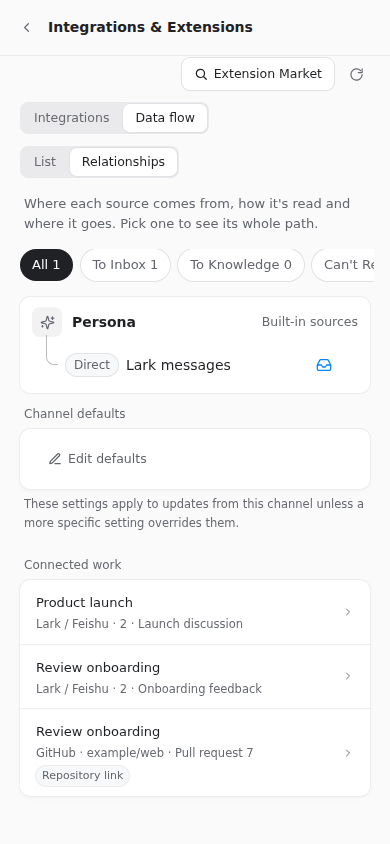 Integrations & Extensions
Extension Market
Integrations
Data flow
List
Relationships
Where each source comes from, how it's read and
where it goes. Pick one to see its whole path.
All 1
To Inbox 1
To Knowledge 0
Can't Re
Persona
Built-in sources
Direct
Lark messages
Channel defaults
Edit defaults
These settings apply to updates from this channel unless a
more specific setting overrides them.
Connected work
Product launch
Lark / Feishu · 2 · Launch discussion
Review onboarding
Lark / Feishu · 2 · Onboarding feedback
Review onboarding
GitHub · example/web · Pull request 7
Repository link